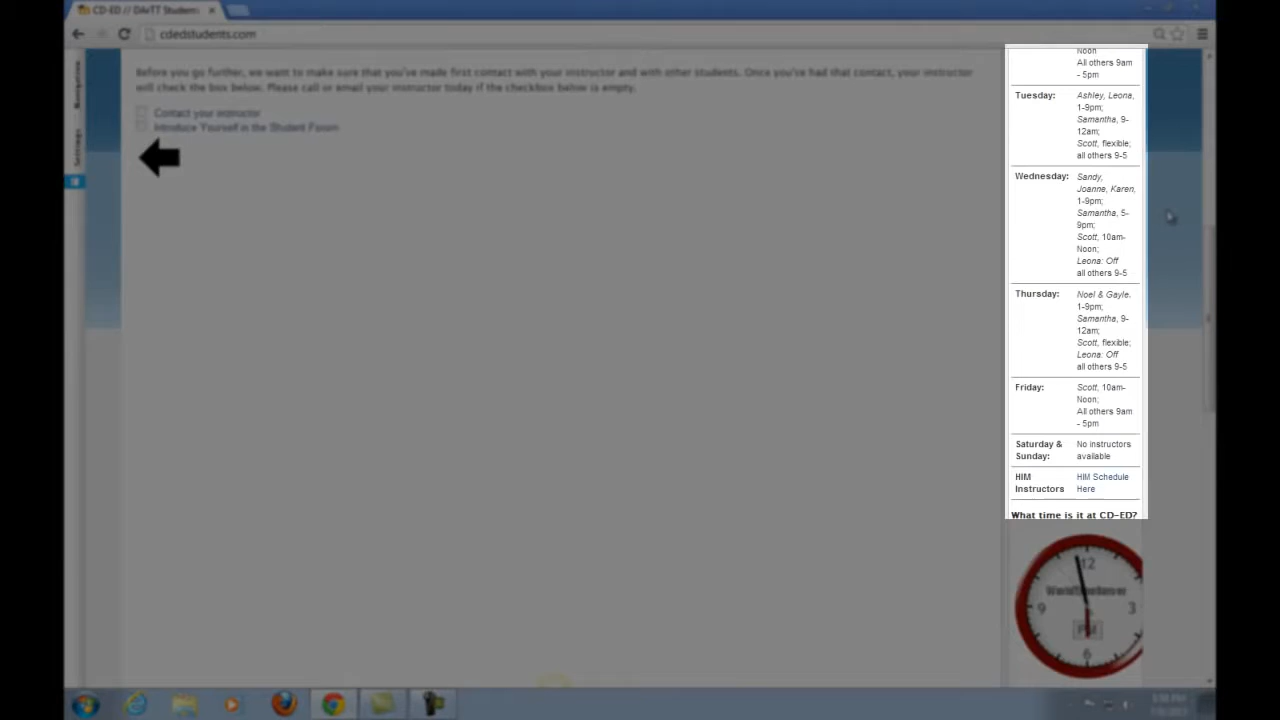 CD-ED // DAvTT Student
cdedstudents.com
Navigation
Settings
Before you go further, we want to make sure that you've made first contact with your instructor and with other students. Once you've had that contact, your instructor
will check the box below. Please call or email your instructor today if the checkbox below is empty.
Contact your instructor
Introduce Yourself in the Student Forum
Noon
All others 9am
- 5pm
Tuesday:
Ashley, Leona,
1-9pm;
Samantha, 9-
12am;
Scott, flexible;
all others 9-5
Wednesday:
Sandy,
Joanne, Karen,
1-9pm;
Samantha, 5-
9pm;
Scott, 10am-
Noon;
Leona: Off
all others 9-5
Thursday:
Noel & Gayle.
1-9pm;
Samantha, 9-
12am;
Scott, flexible;
Leona: Off
all others 9-5
Friday:
Scott, 10am-
Noon;
All others 9am
- 5pm
Saturday &
Sunday:
No instructors
available
HIM
Instructors
HIM Schedule
Here
What time is it at CD-ED?
12
9
3
PM
6